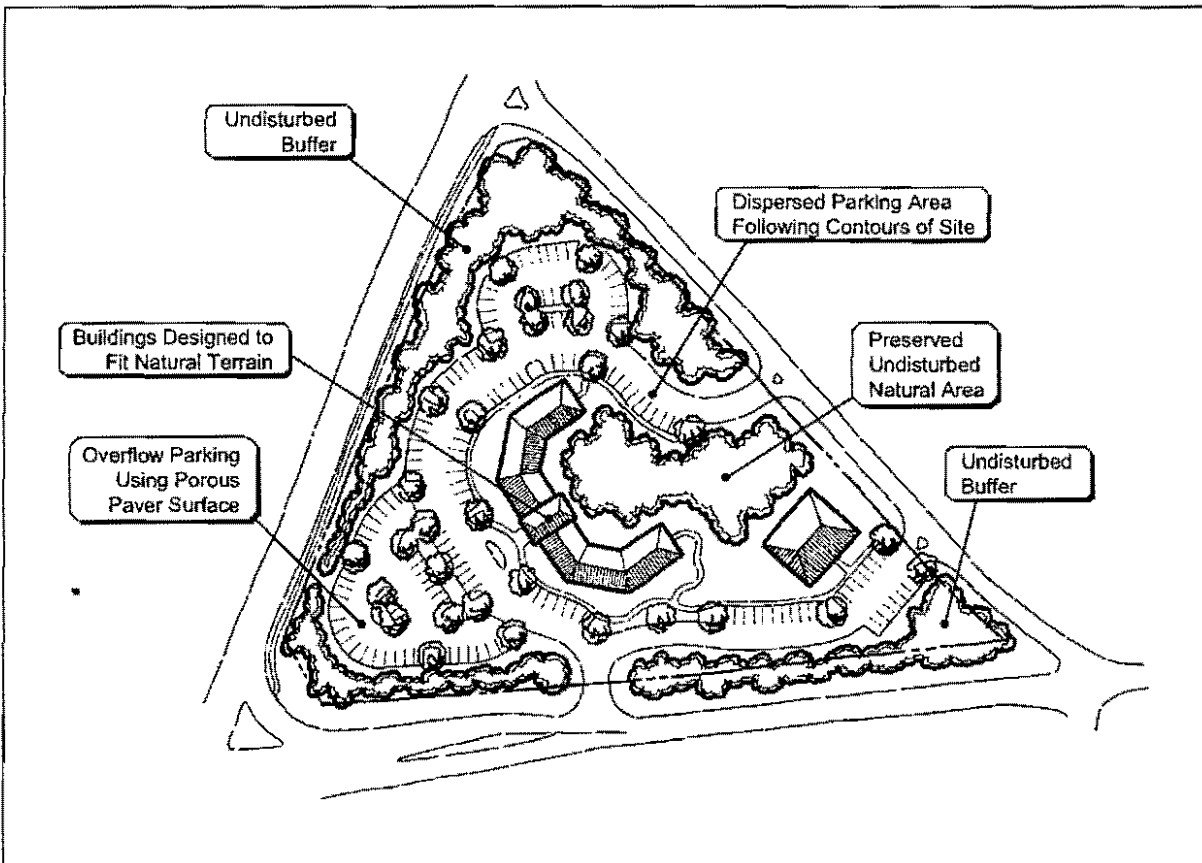 Undisturbed
Buffer
Dispersed Parking Area
Following Contours of Site
Buildings Designed to
Fit Natural Terrain
Preserved
Undisturbed
Natural Area
Overflow Parking
Using Porous
Paver Surface
Undisturbed
Buffer